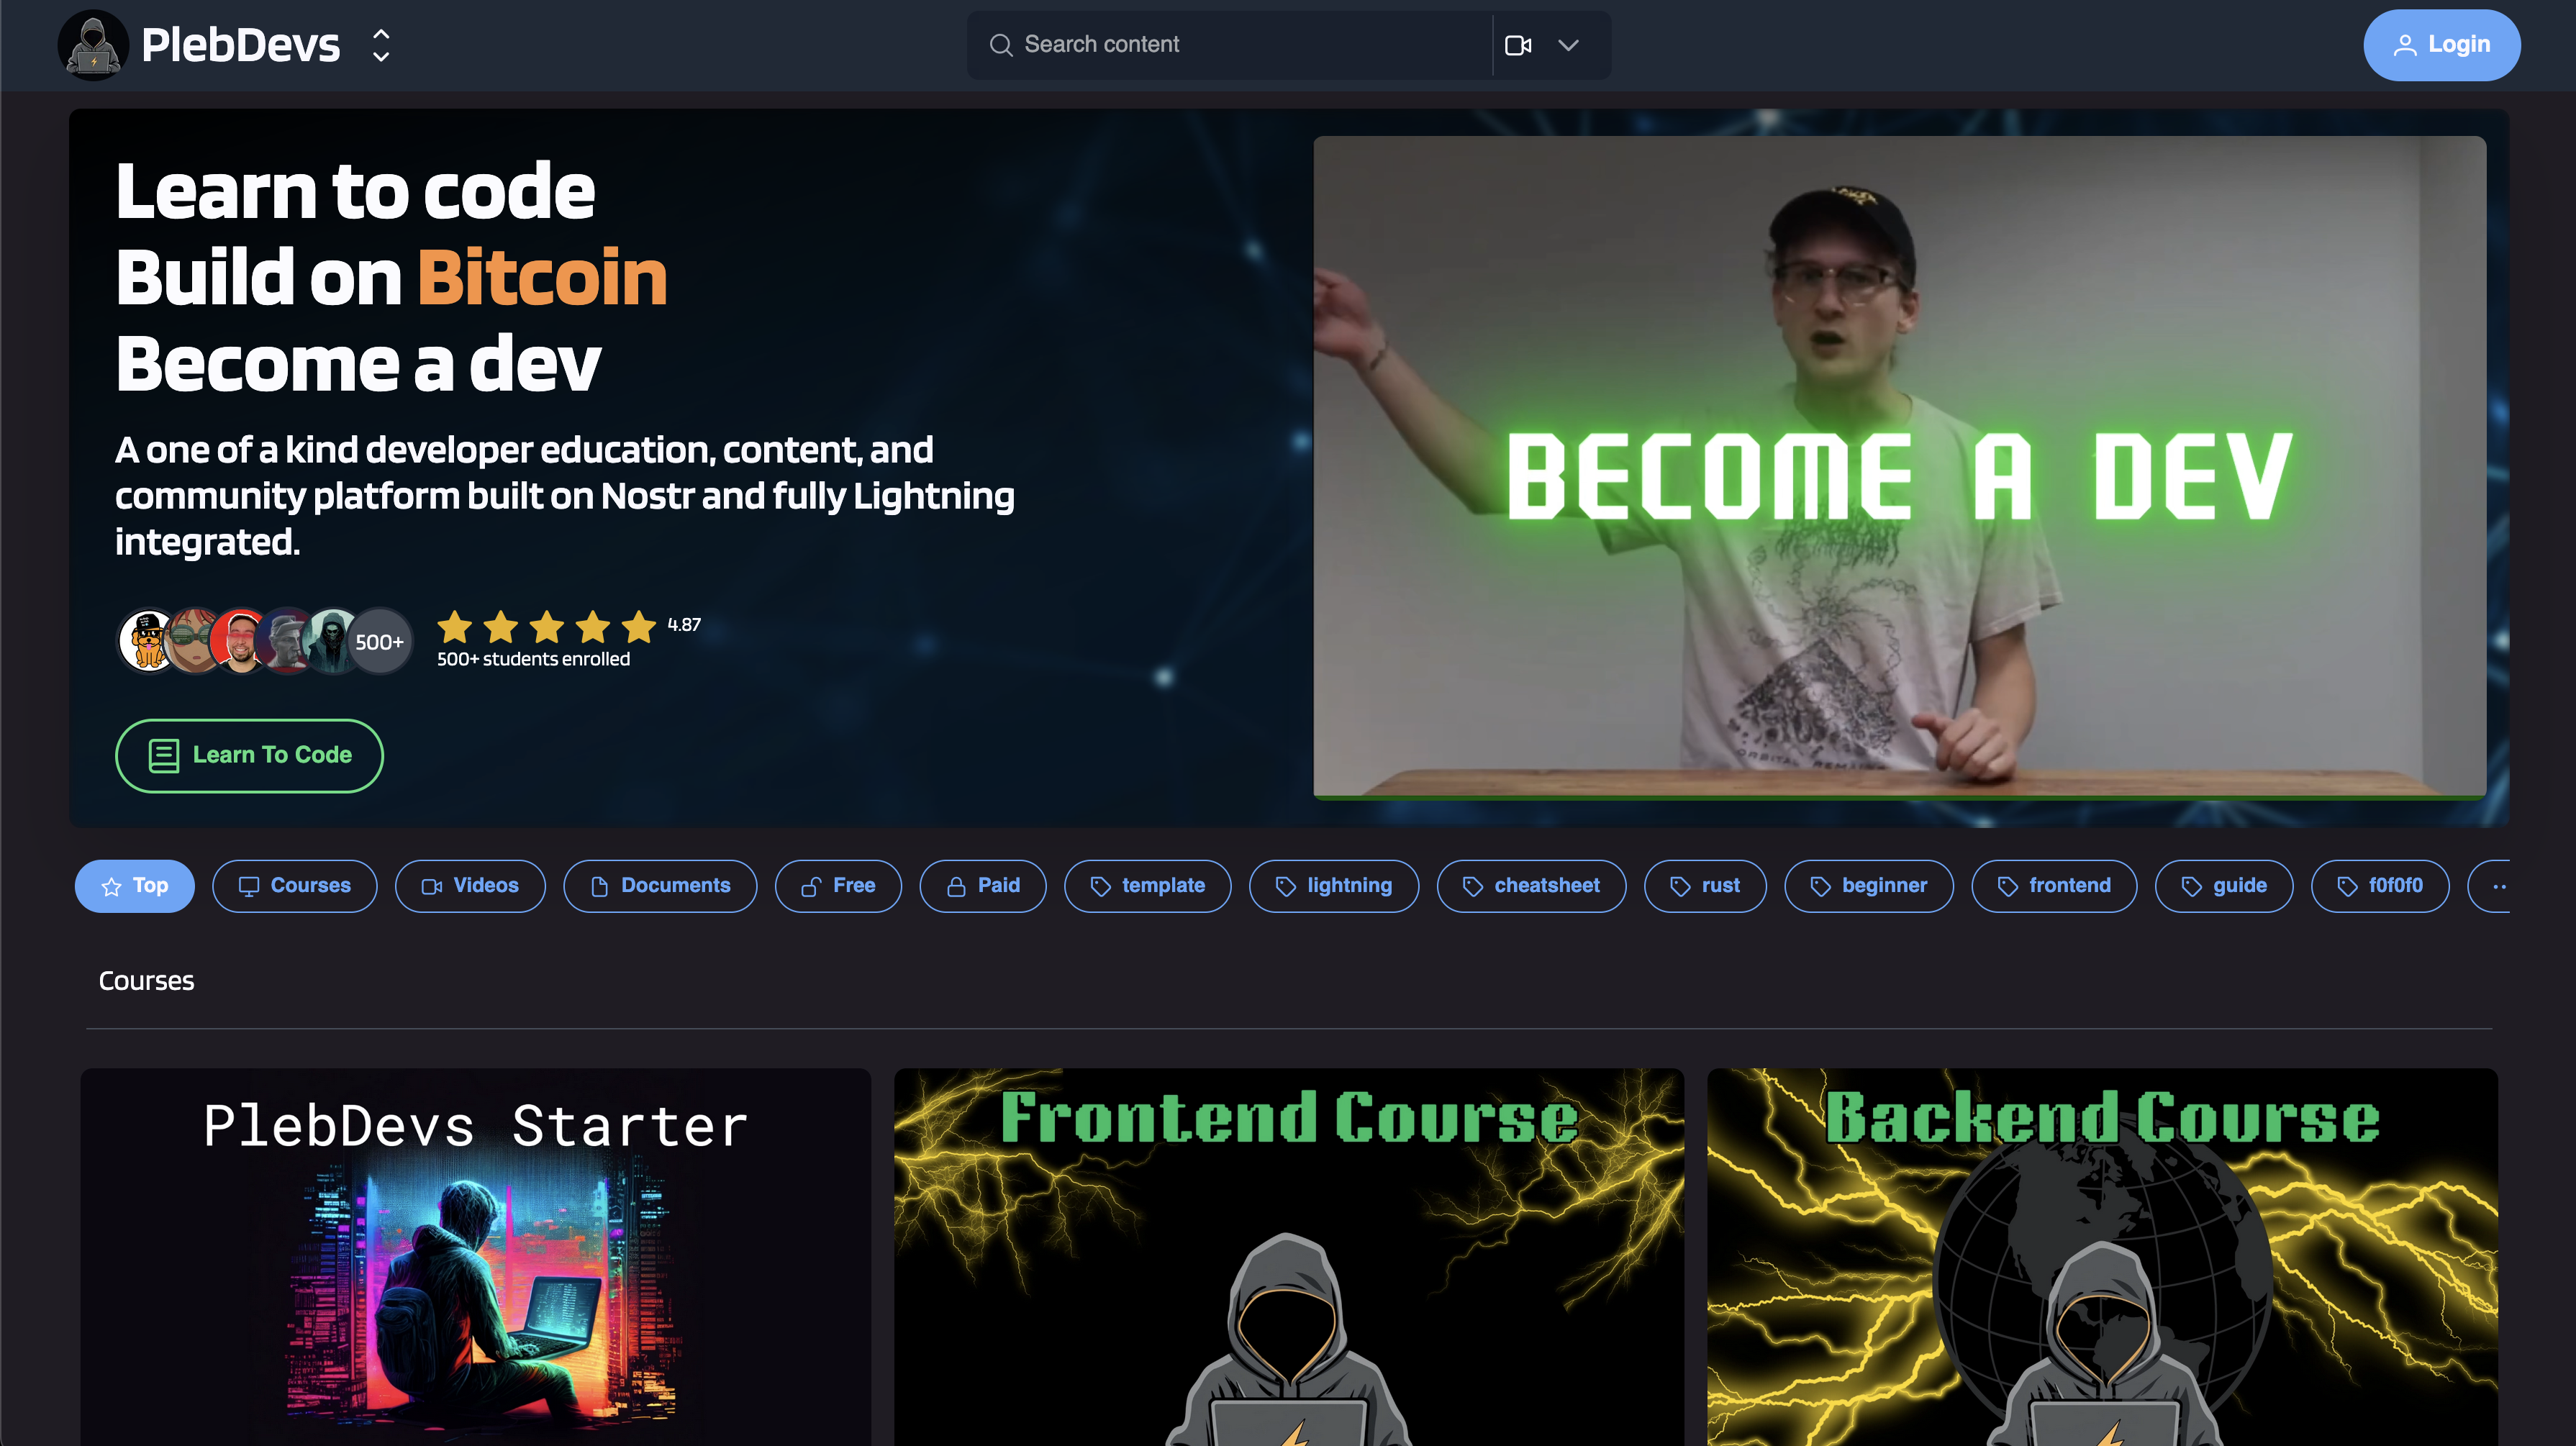 PlebDevs
Search content
Login
Learn to code
Build on Bitcoin
Become a dev
A one of a kind developer education, content, and
community platform built on Nostr and fully Lightning
integrated.
500+
4.87
500+ students enrolled
Learn To Code
BECOME A DEV
ORBITAL
Top
Courses
Videos
Documents
Free
Paid
template
lightning
cheatsheet
rust
beginner
frontend
guide
f0f0f0
Courses
PlebDevs Starter
Frontend Course
Backend Course